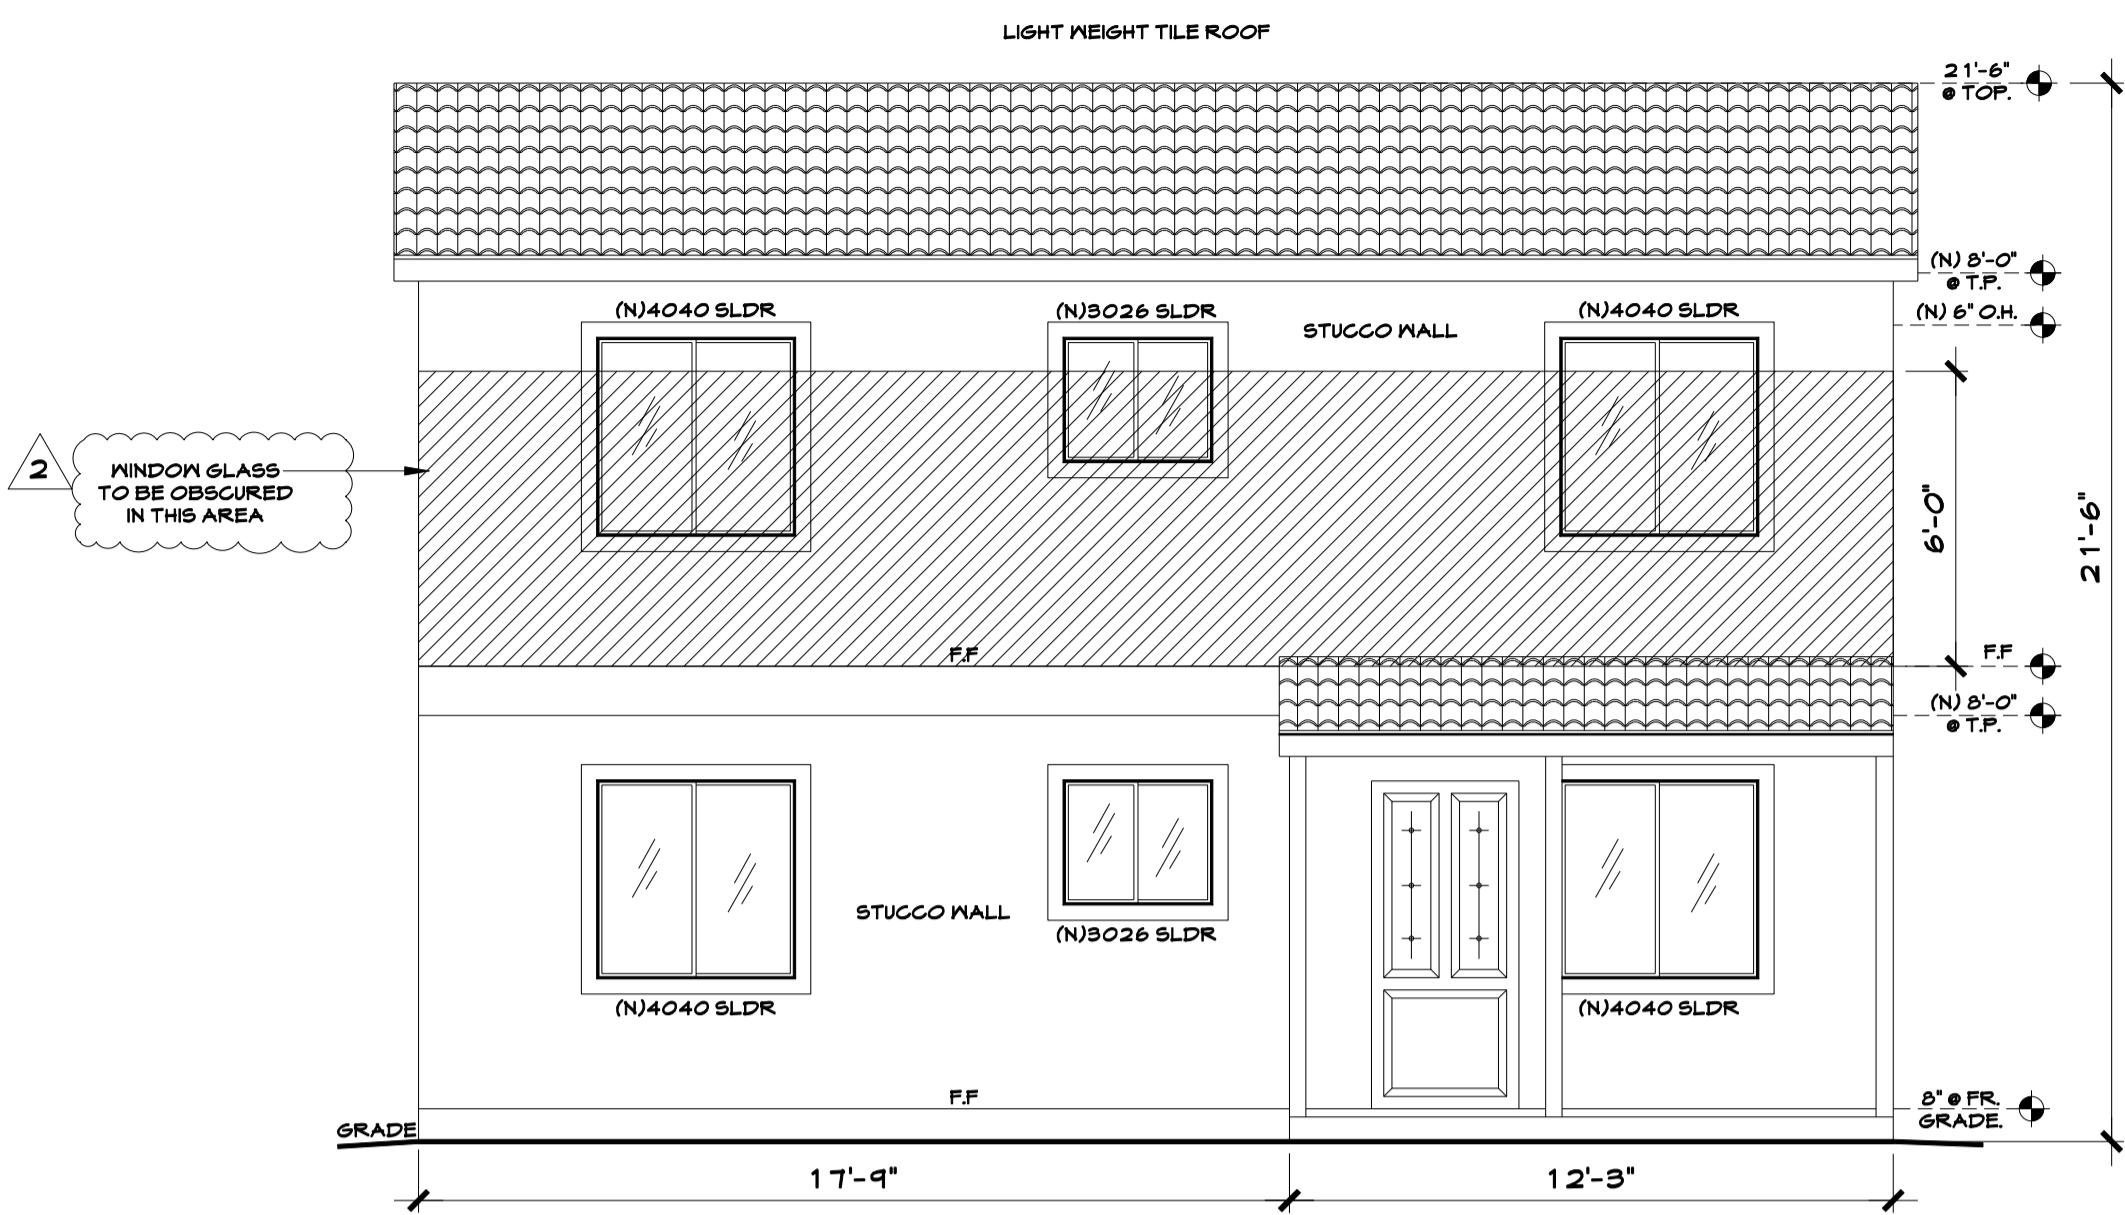 LIGHT WEIGHT TILE ROOF
21'-6"
@ TOP.
(N) 8'-0"
@ T.P.
(N) 6" O.H.
(N)4040 SLDR
(N)3026 SLDR
(N)4040 SLDR
STUCCO WALL
2
WINDOW GLASS
TO BE OBSCURED
IN THIS AREA
6'-0"
21'-6"
F.F
F.F
(N) 8'-0"
@ T.P.
STUCCO WALL
(N)3026 SLDR
(N)4040 SLDR
(N)4040 SLDR
F.F
8" @ FR.
GRADE.
GRADE
17'-9"
12'-3"